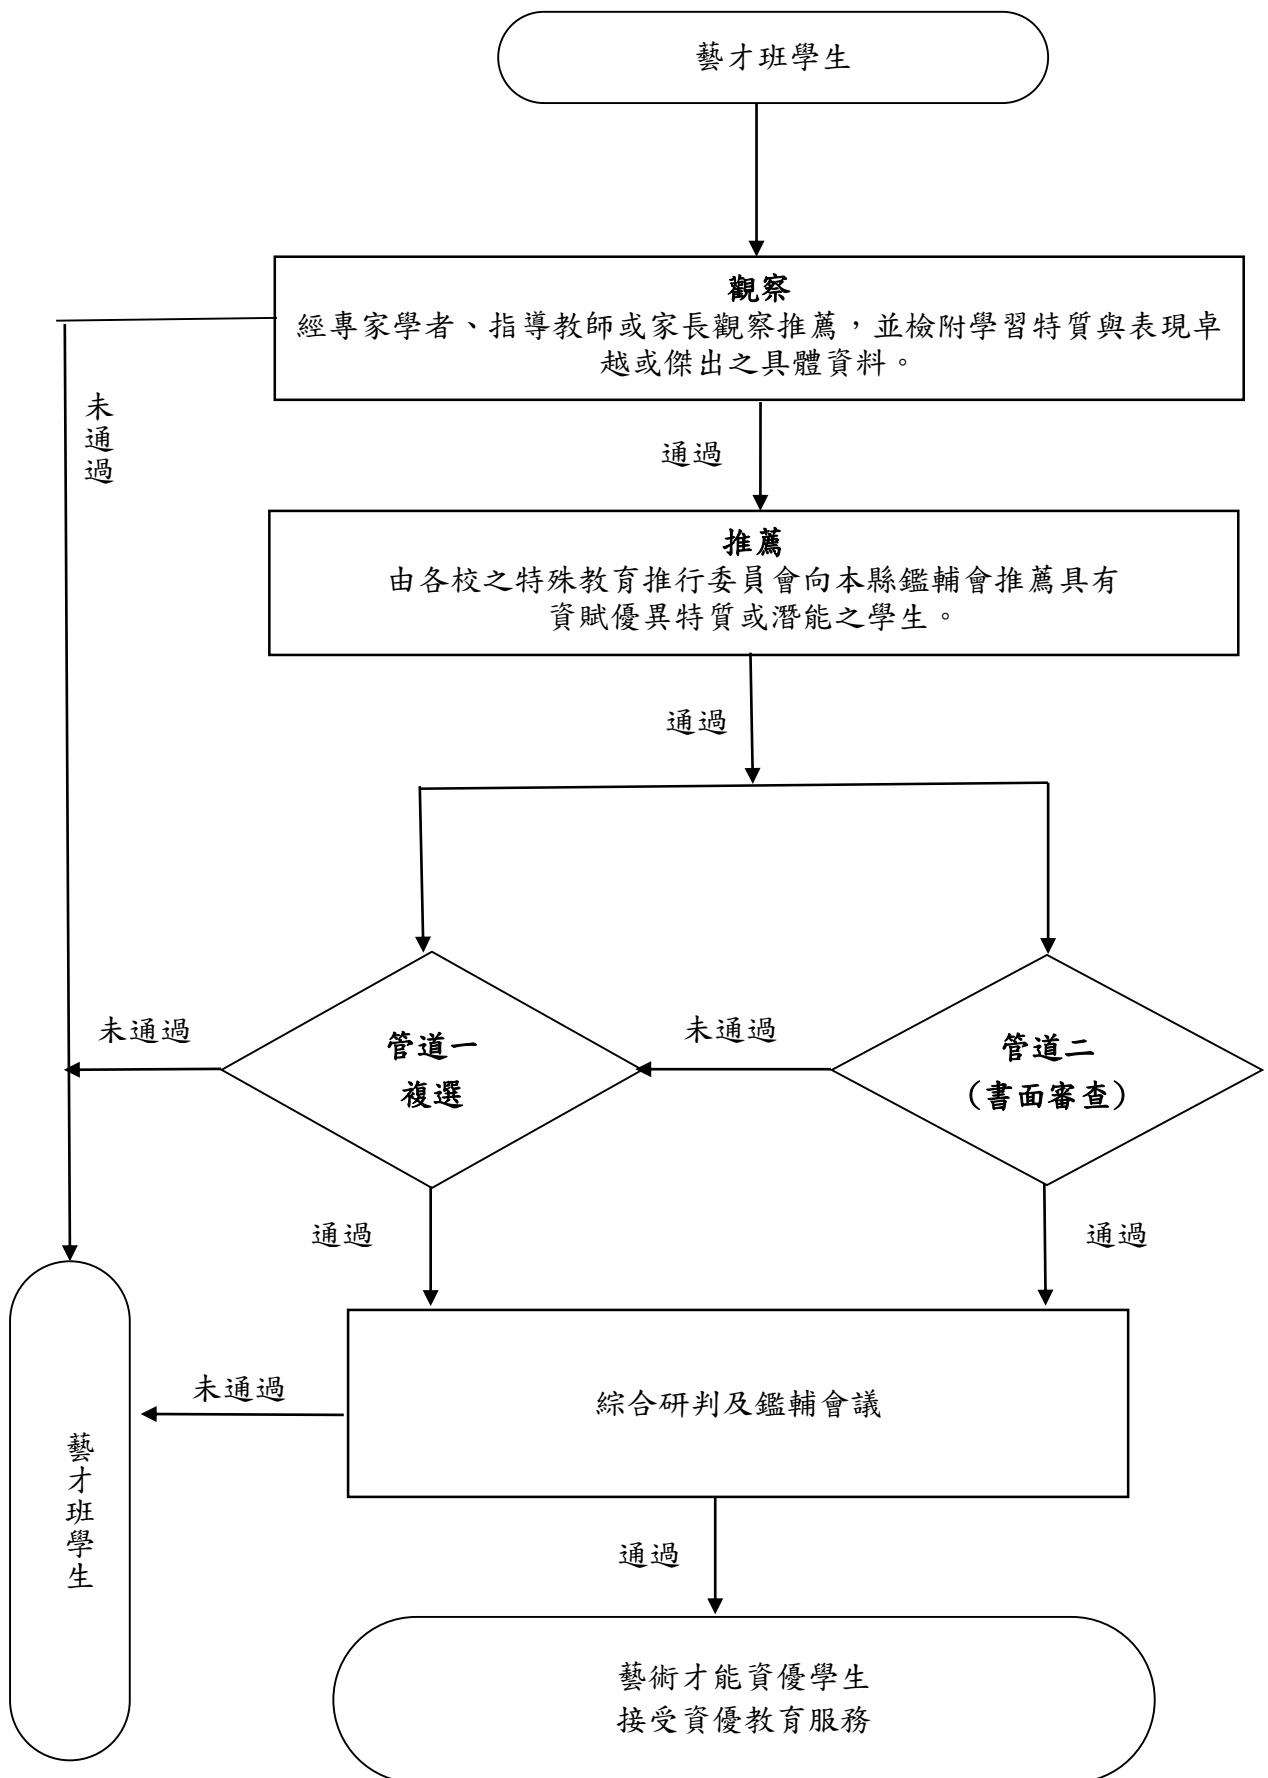 藝才班學生
觀察
經專家學者、指導教師或家長觀察推薦，並檢附學習特質與表現卓
越或傑出之具體資料。
未通過
通過
推薦
由各校之特殊教育推行委員會向本縣鑑輔會推薦具有
資賦優異特質或潛能之學生。
通過
未通過
管道一
複選
未通過
管道二
（書面審查）
通過
通過
未通過
綜合研判及鑑輔會議
藝才班學生
通過
藝術才能資優學生
接受資優教育服務